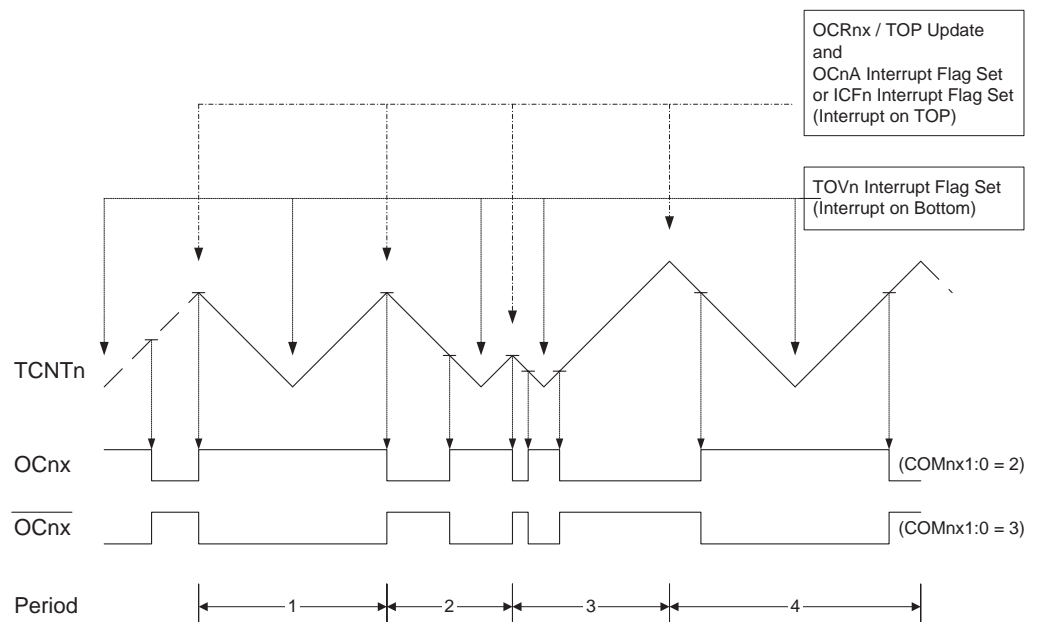 OCRnx / TOP Update
and
OCnA Interrupt Flag Set
or ICFn Interrupt Flag Set
(Interrupt on TOP)
TOVn Interrupt Flag Set
(Interrupt on Bottom)
TCNTn
OCnx
(COMnx1:0 = 2)
OCnx
(COMnx1:0 = 3)
Period
1
2
3
4